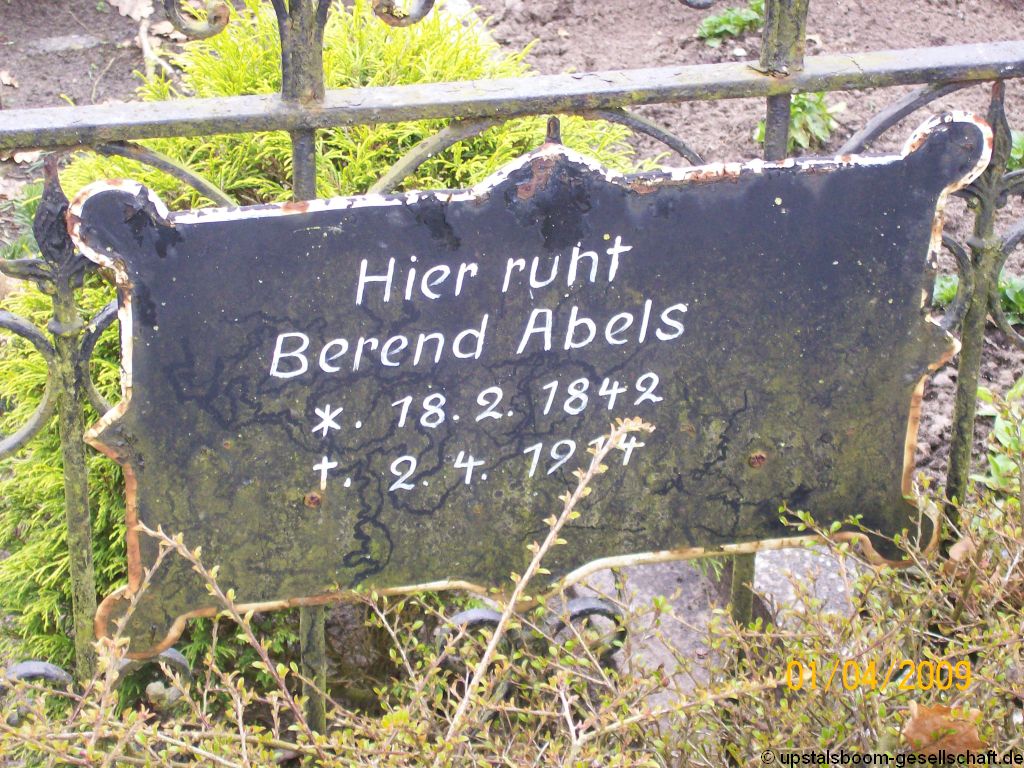 Hier ruht
Berend Abels
*. 18. 2. 1842
†. 2. 4. 1914
01/04/2009
© upstalsboom-gesellschaft.de